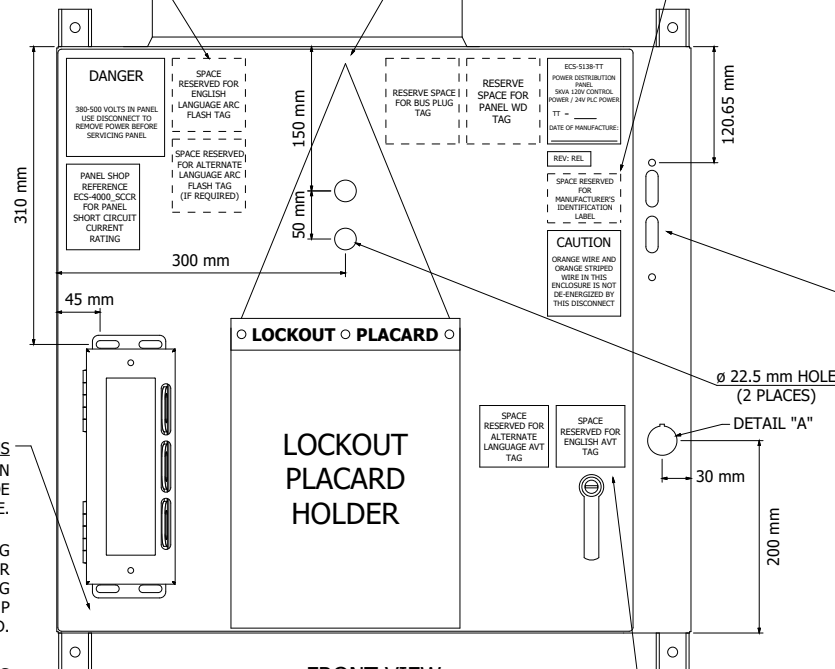 DANGER
380-500 VOLTS IN PANEL
USE DISCONNECT TO
REMOVE POWER BEFORE
SERVICING PANEL
SPACE
RESERVED FOR
ENGLISH
LANGUAGE ARC
FLASH TAG
SPACE RESERVED
FOR ALTERNATE
LANGUAGE ARC
FLASH TAG
(IF REQUIRED)
PANEL SHOP
REFERENCE
ECS-4000_SCCR
FOR PANEL
SHORT CIRCUIT
CURRENT
RATING
150 mm
50 mm
300 mm
310 mm
45 mm
RESERVE SPACE
FOR BUS PLUG
TAG
RESERVE
SPACE FOR
PANEL WD
TAG
ECS-5138-TT
POWER DISTRIBUTION
PANEL
5KVA 120V CONTROL
POWER / 24V PLC POWER
TT =
DATE OF MANUFACTURE:
REV: REL
SPACE RESERVED
FOR
MANUFACTURER'S
IDENTIFICATION
LABEL
CAUTION
ORANGE WIRE AND
ORANGE STRIPED
WIRE IN THIS
ENCLOSURE IS NOT
DE-ENERGIZED BY
THIS DISCONNECT
120.65 mm
LOCKOUT PLACARD
LOCKOUT
PLACARD
HOLDER
ø 22.5 mm HOLE
(2 PLACES)
DETAIL "A"
30 mm
200 mm
SPACE
RESERVED FOR
ALTERNATE
LANGUAGE AVT
TAG
SPACE
RESERVED FOR
ENGLISH AVT
TAG
S
N
DE
E.
G
R
G
P
D.
FRONT VIEW